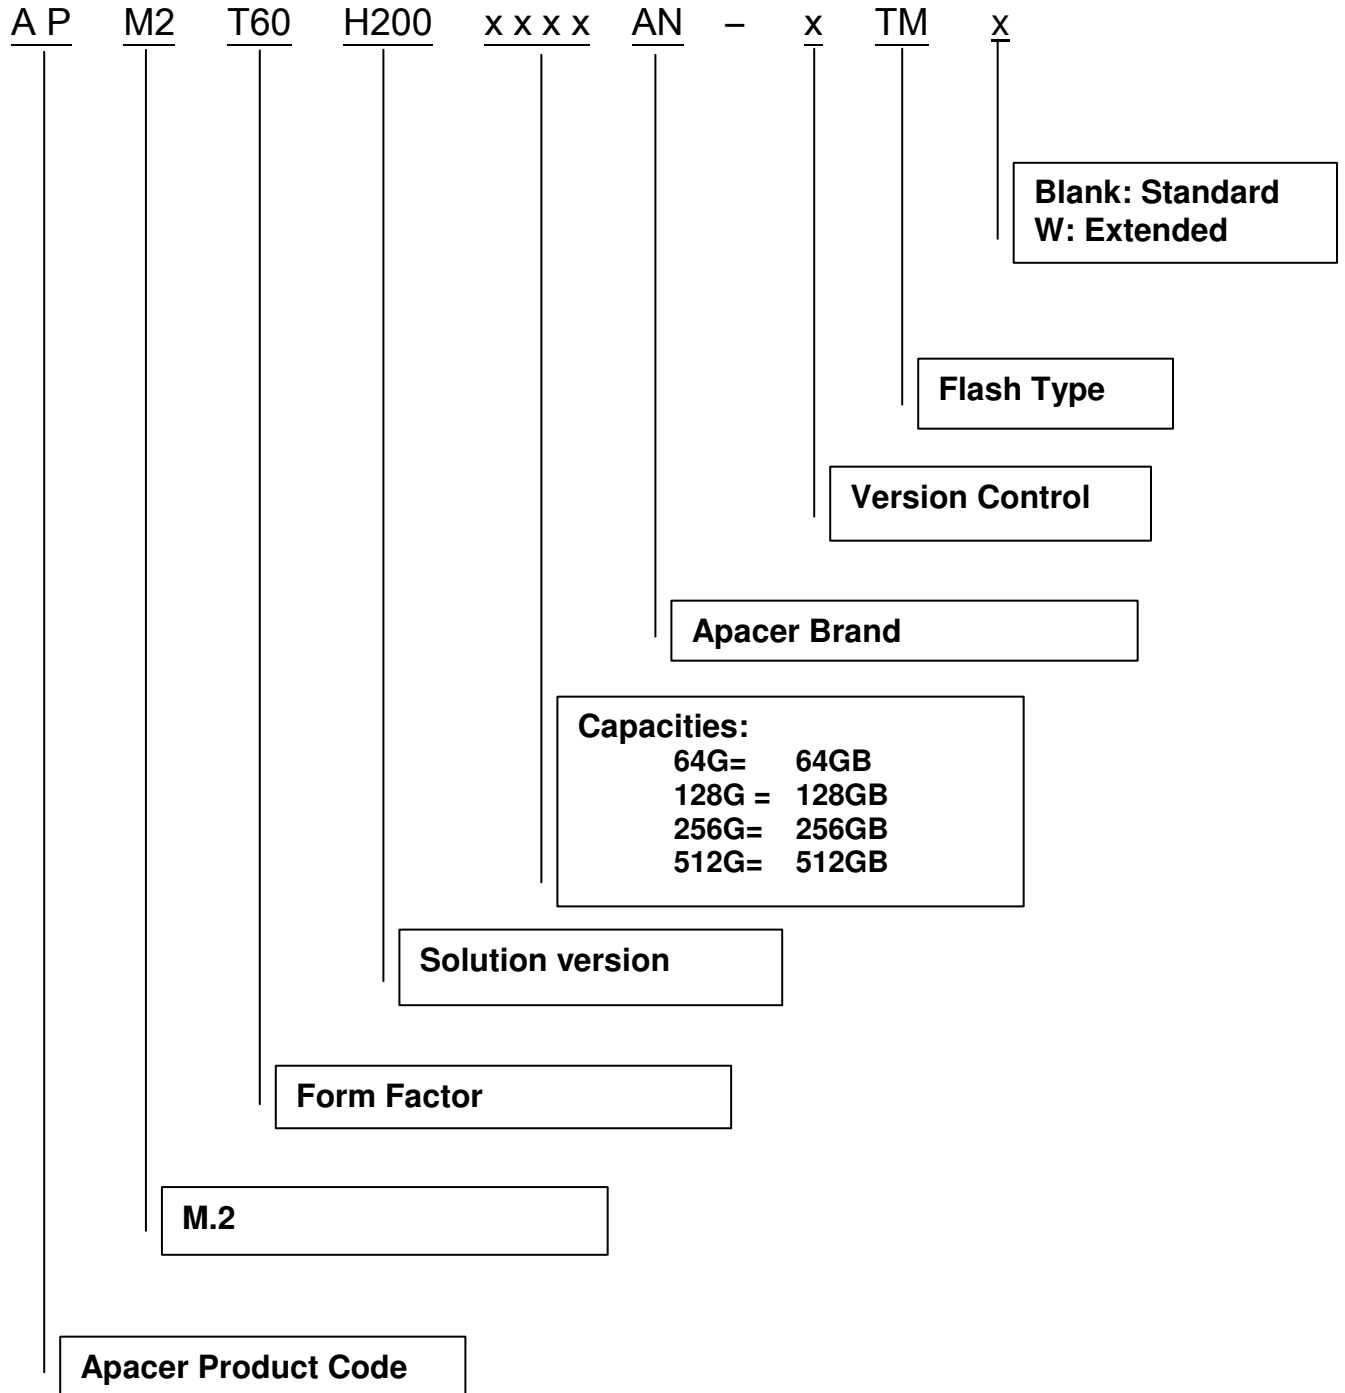 A P M2 T60 H200 x x x x AN – x TM x
Blank: Standard
W: Extended
Flash Type
Version Control
Apacer Brand
Capacities:
64G= 64GB
128G = 128GB
256G= 256GB
512G= 512GB
Solution version
Form Factor
M.2
Apacer Product Code